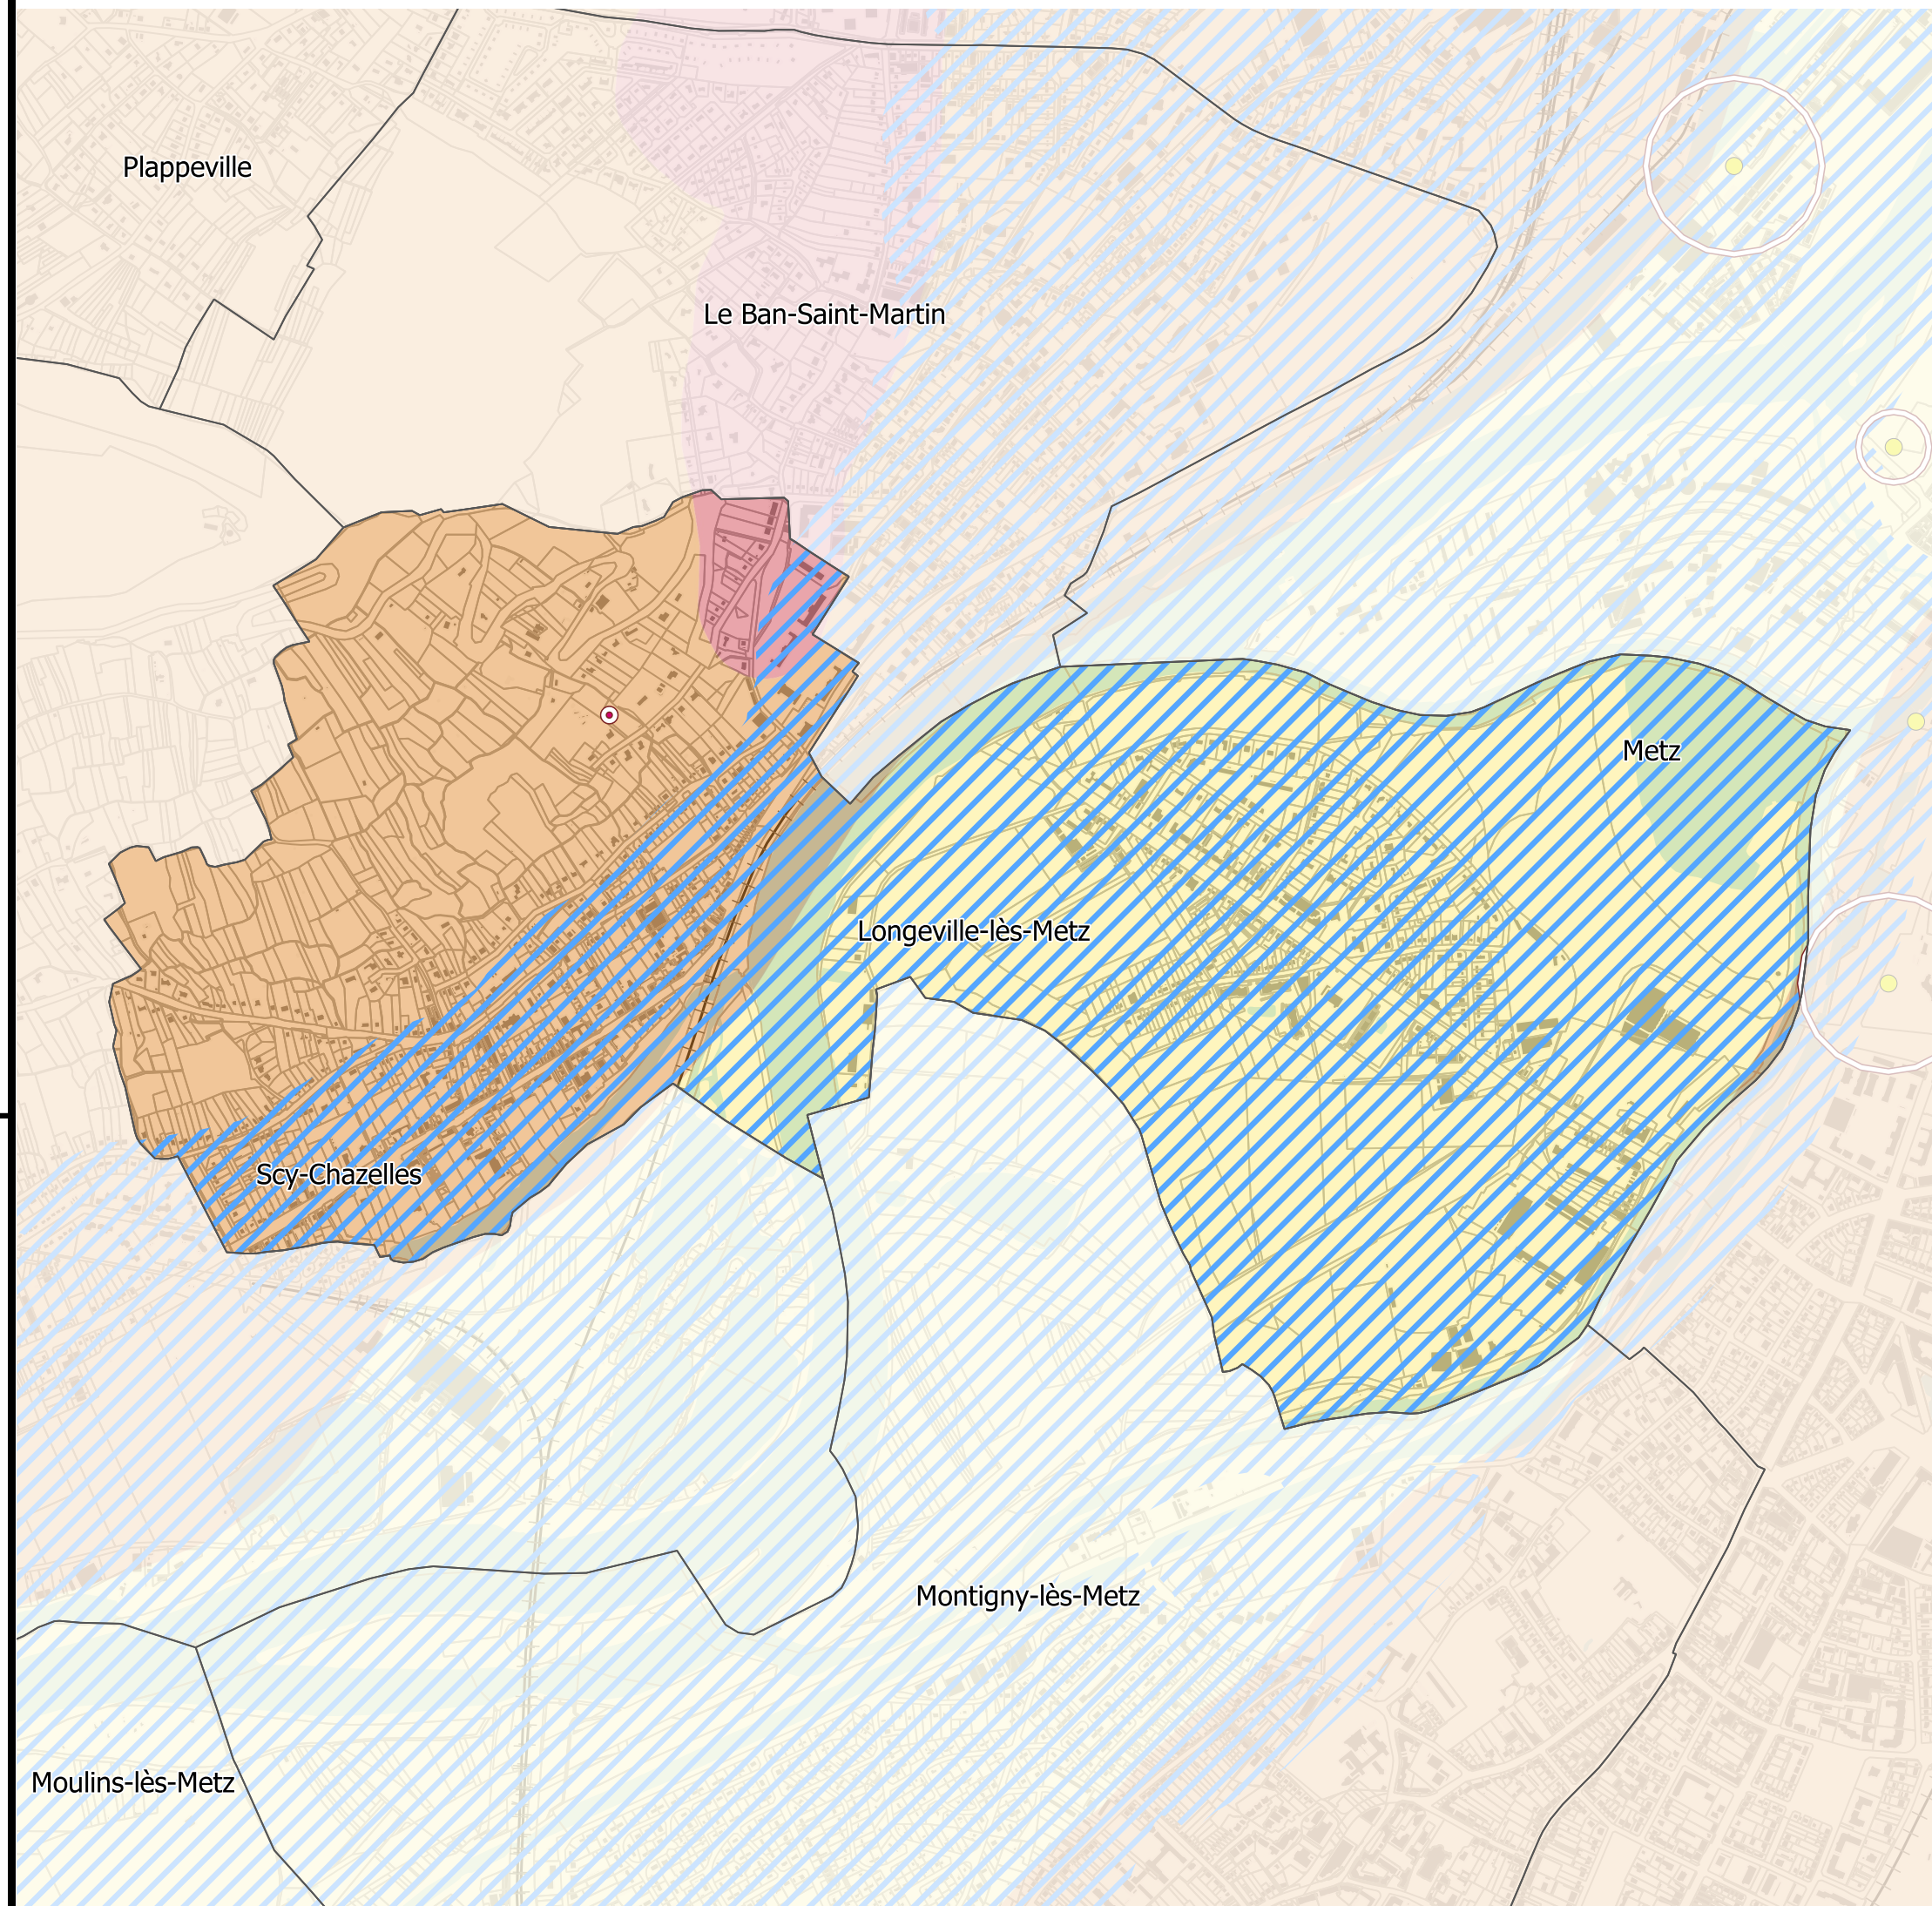 Plappeville
Le Ban-Saint-Martin
Metz
Longeville-lès-Metz
Scy-Chazelles
Montigny-lès-Metz
Moulins-lès-Metz